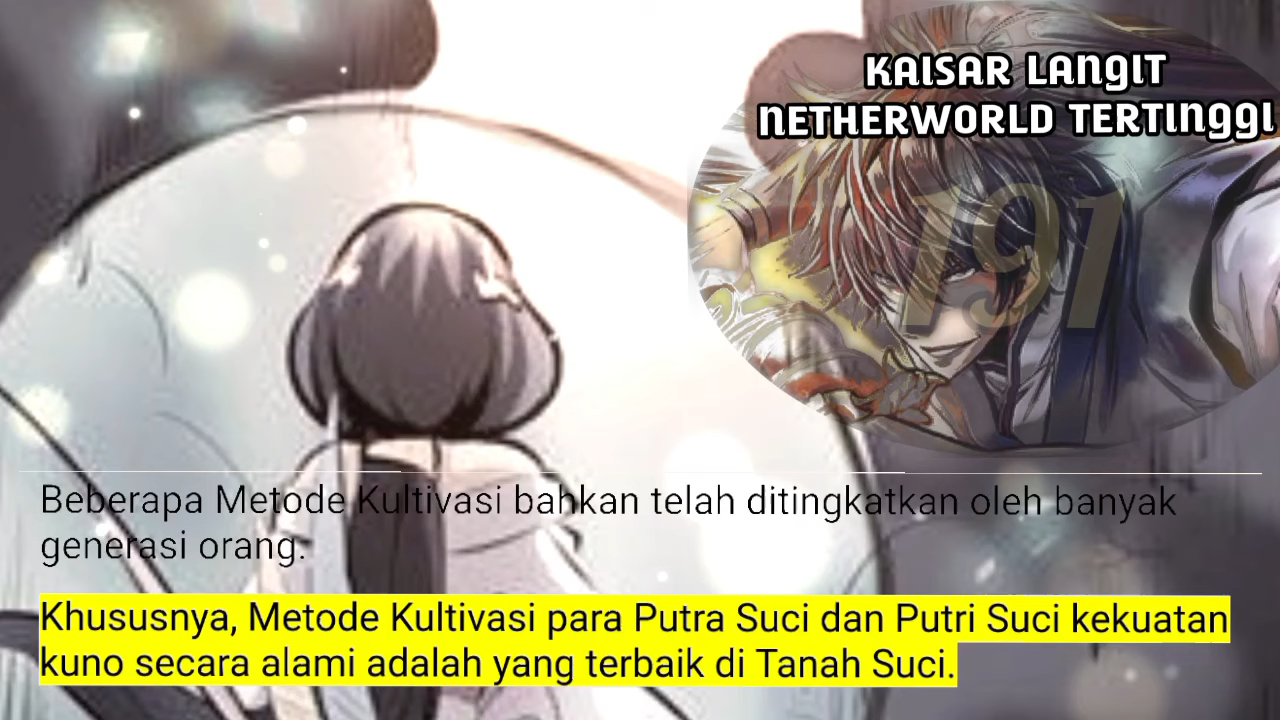 KAISAR LANGIT
NETHERWORLD TERTINGGI
191
Beberapa Metode Kultivasi bahkan telah ditingkatkan oleh banyak
generasi orang.
Khususnya, Metode Kultivasi para Putra Suci dan Putri Suci kekuatan
kuno secara alami adalah yang terbaik di Tanah Suci.